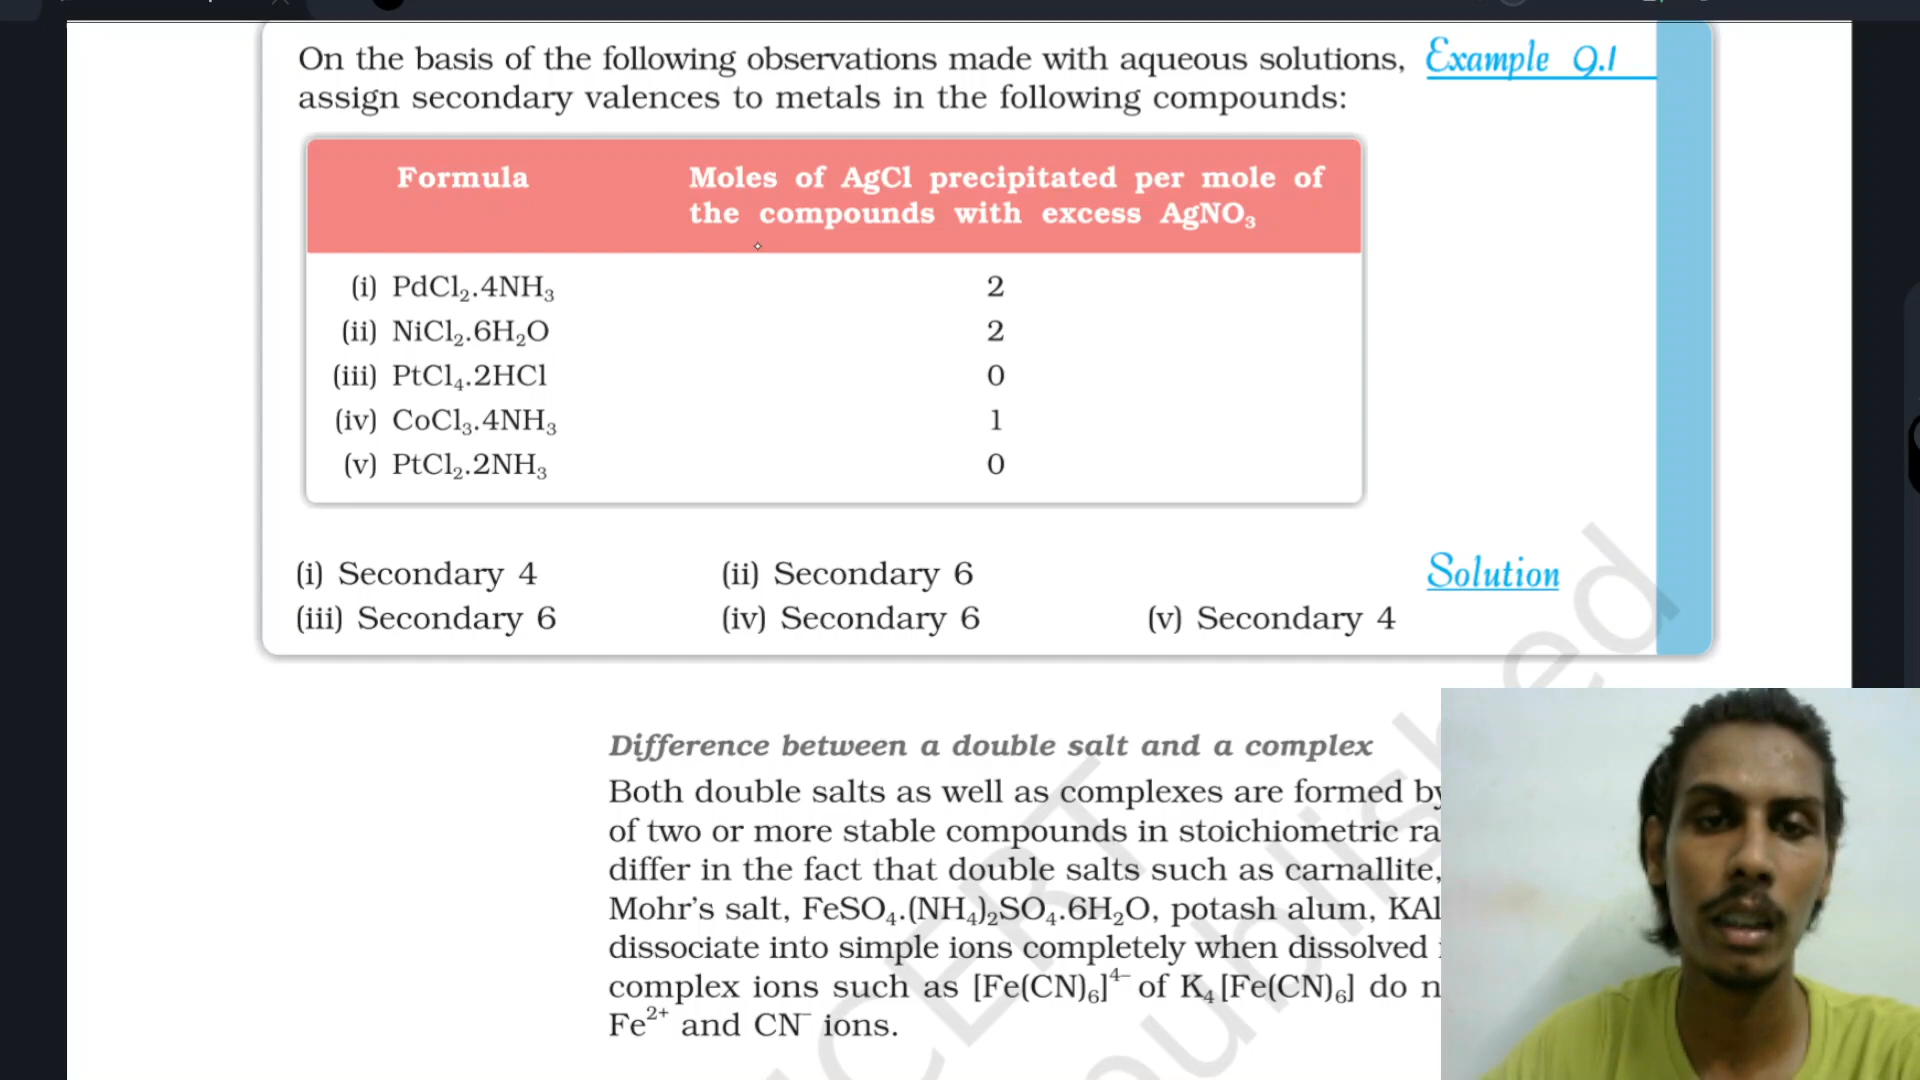 On the basis of the following observations made with aqueous solutions,
assign secondary valences to metals in the following compounds:
Example 9.1
Formula
Moles of AgCl precipitated per mole of
the compounds with excess AgNO₃
(i) PdCl₂.4NH₃ 2
(ii) NiCl₂.6H₂O 2
(iii) PtCl₄.2HCl 0
(iv) CoCl₃.4NH₃ 1
(v) PtCl₂.2NH₃ 0
Solution
(i) Secondary 4 (ii) Secondary 6
(iii) Secondary 6 (iv) Secondary 6 (v) Secondary 4
Difference between a double salt and a complex
Both double salts as well as complexes are formed
of two or more stable compounds in stoichiometric
differ in the fact that double salts such as carnallite,
Mohr's salt, FeSO₄.(NH₄)₂SO₄.6H₂O, potash alum,
dissociate into simple ions completely when dissolved
complex ions such as [Fe(CN)₆]⁴⁻ of K₄[Fe(CN)₆] do
Fe²⁺ and CN⁻ ions.